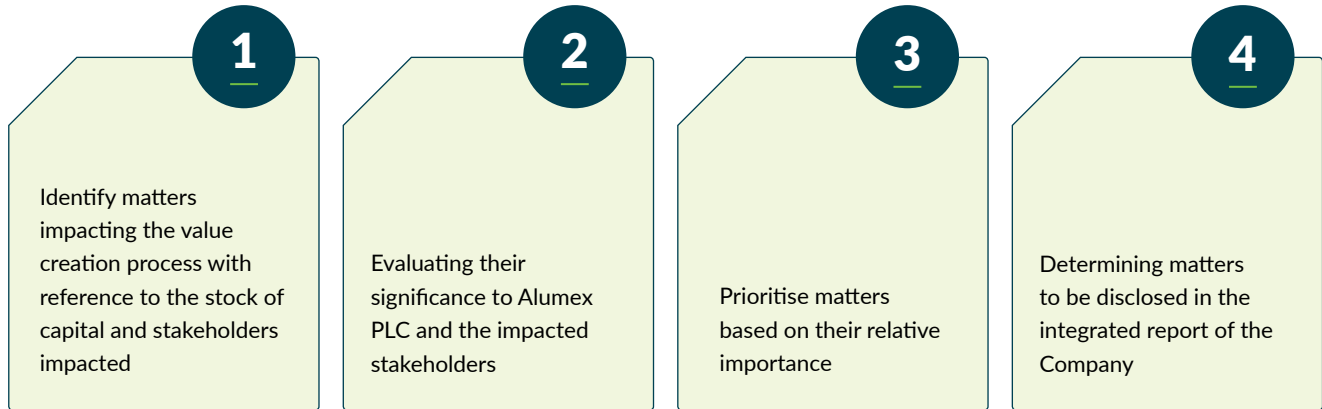 1
Identify matters
impacting the value
creation process with
reference to the stock of
capital and stakeholders
impacted
2
Evaluating their
significance to Alumex
PLC and the impacted
stakeholders
3
Prioritise matters
based on their relative
importance
4
Determining matters
to be disclosed in the
integrated report of the
Company